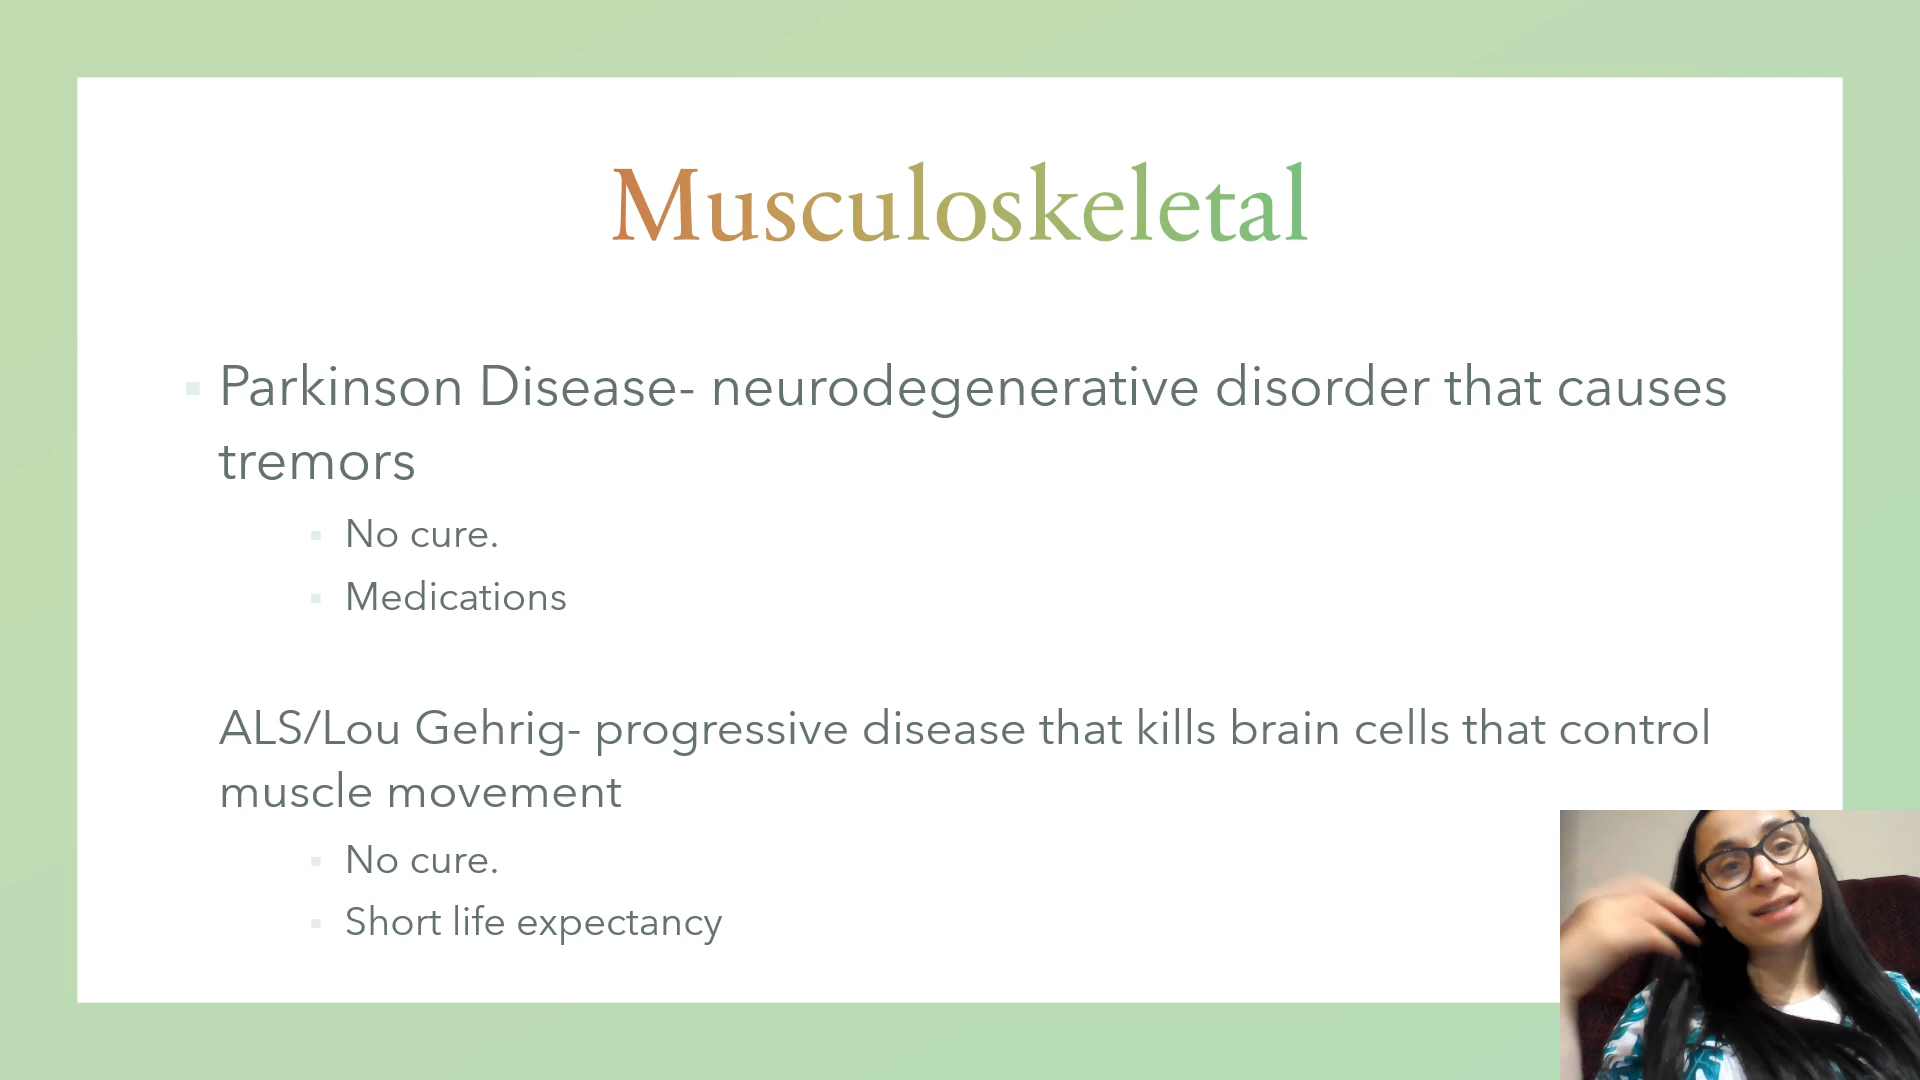 Musculoskeletal
Parkinson Disease- neurodegenerative disorder that causes
tremors
No cure.
Medications
ALS/Lou Gehrig- progressive disease that kills brain cells that control
muscle movement
No cure.
Short life expectancy